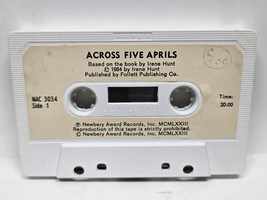 ACROSS FIVE APRILS
Based on the book by Irene Hunt
© 1964 by Irene Hunt
Published by Follett Publishing Co.
NAC 3034
Side 1
Time:
20:00
℗ Newbery Award Records, Inc. MCMLXXIII
Reproduction of this tape is strictly prohibited.
© Newbery Award Records, Inc. MCMLXXIII